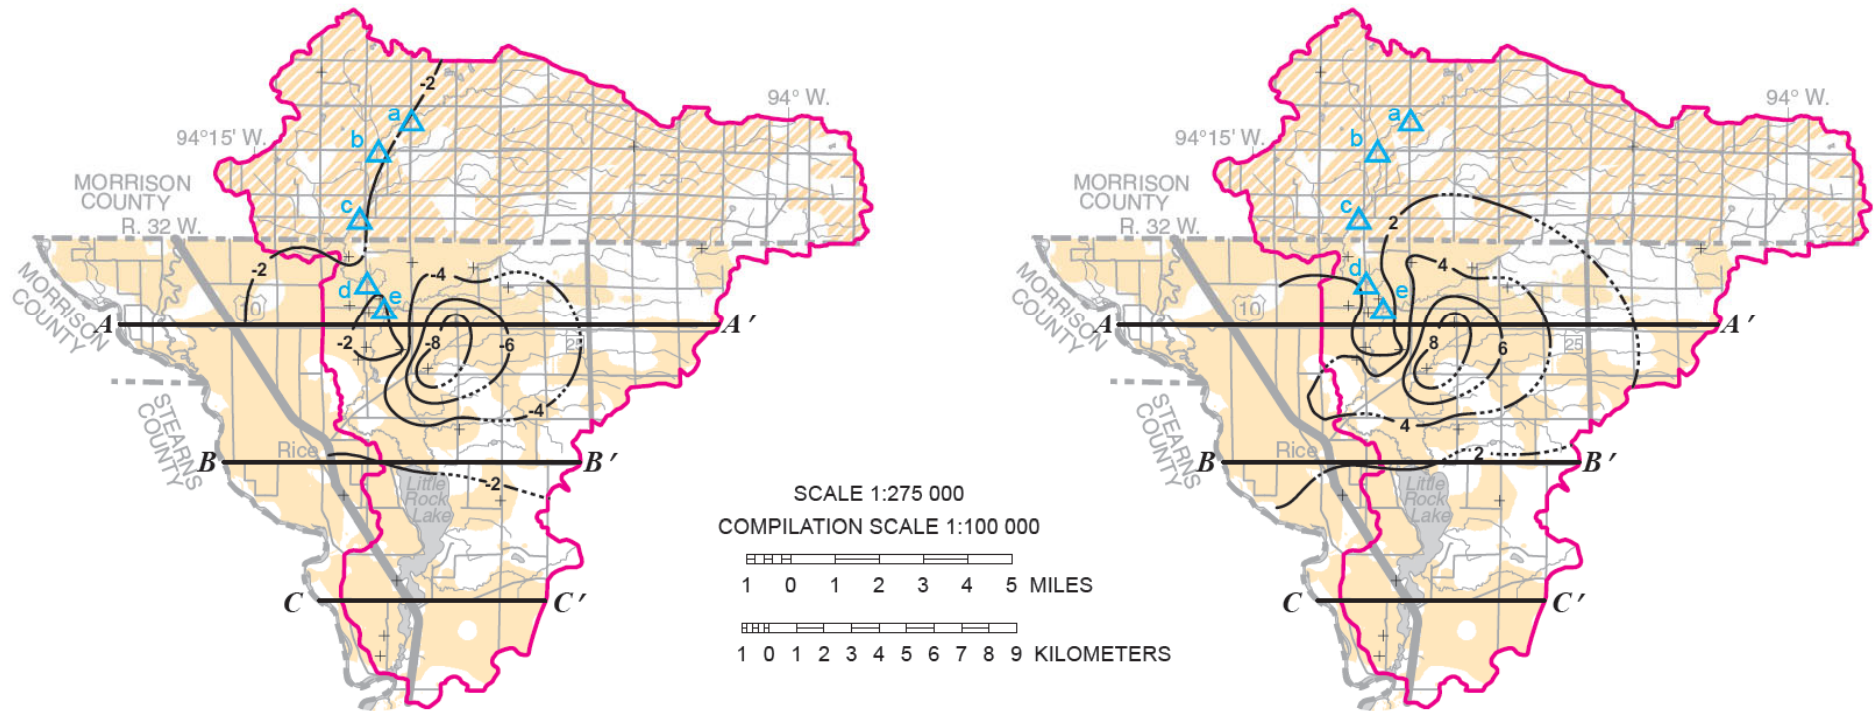 -2
a
b
94° W.
94°15' W.
MORRISON
COUNTY
R. 32 W.
c
-2
-4
d
e
10
MORRISON
COUNTY
A
A'
-2
-8
-6
25
STEARNS
COUNTY
-4
Rice
B
B'
-2
Little
Rock
Lake
C
C'
SCALE 1:275 000
COMPILATION SCALE 1:100 000
1 0 1 2 3 4 5 MILES
1 0 1 2 3 4 5 6 7 8 9 KILOMETERS
94° W.
a
94°15' W.
b
MORRISON
COUNTY
R. 32 W.
c
2
4
d
e
10
MORRISON
COUNTY
A
A'
8
6
25
STEARNS
COUNTY
4
Rice
B
2
B'
Little
Rock
Lake
C
C'